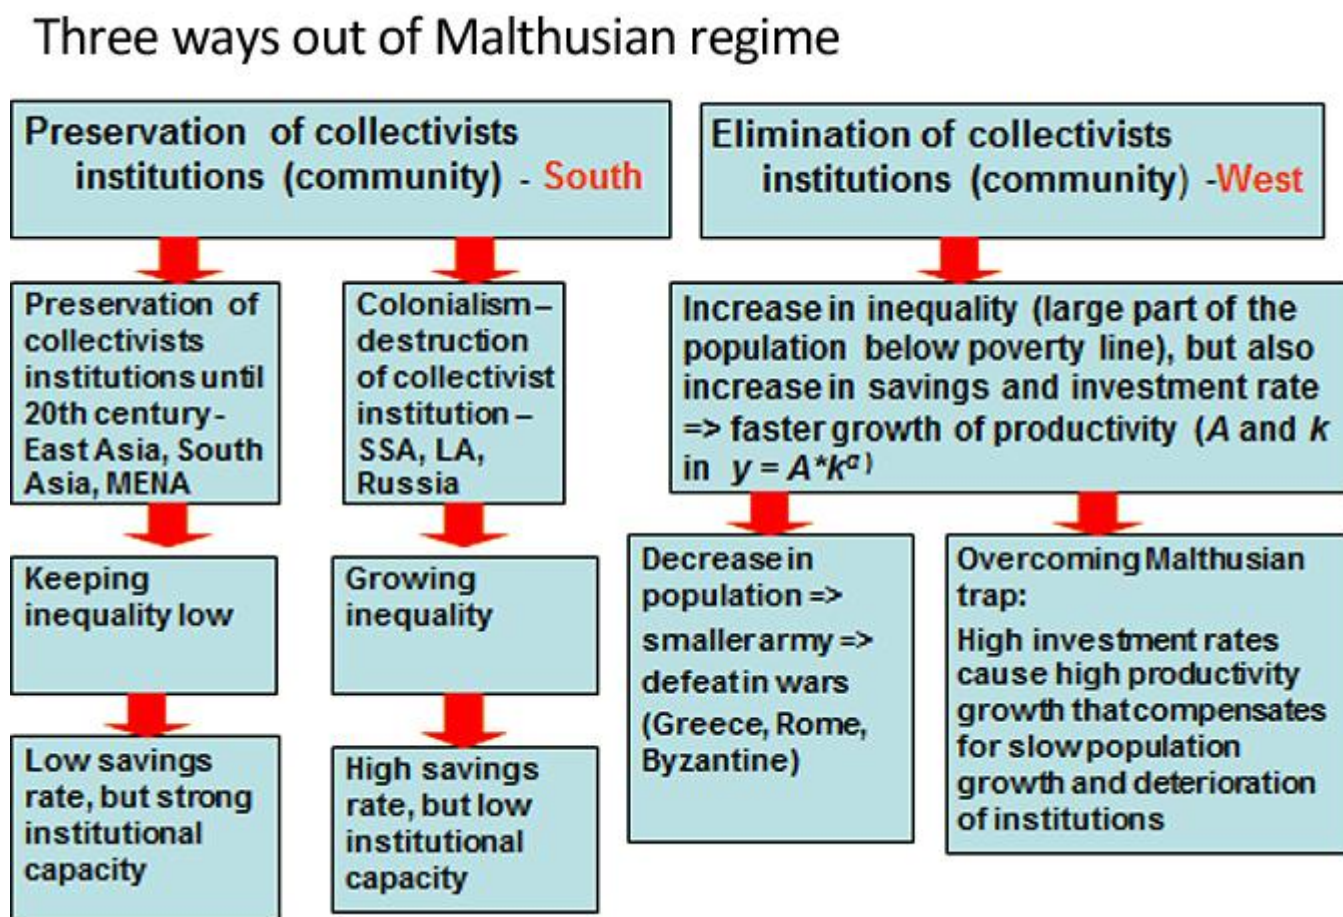 Three ways out of Malthusian regime
Preservation of collectivists
institutions (community) - South
Elimination of collectivists
institutions (community) -West
Preservation of
collectivists
institutions until
20th century-
East Asia, South
Asia, MENA
Colonialism–
destruction
of collectivist
institution–
SSA, LA,
Russia
Increase in inequality (large part of the
population below poverty line), but also
increase in savings and investment rate
=> faster growth of productivity (A and k
in y = A*kᵅ)
Keeping
inequality low
Growing
inequality
Decrease in
population =>
smaller army =>
defeat in wars
(Greece, Rome,
Byzantine)
Overcoming Malthusian
trap:
High investment rates
cause high productivity
growth that compensates
for slow population
growth and deterioration
of institutions
Low savings
rate, but strong
institutional
capacity
High savings
rate, but low
institutional
capacity